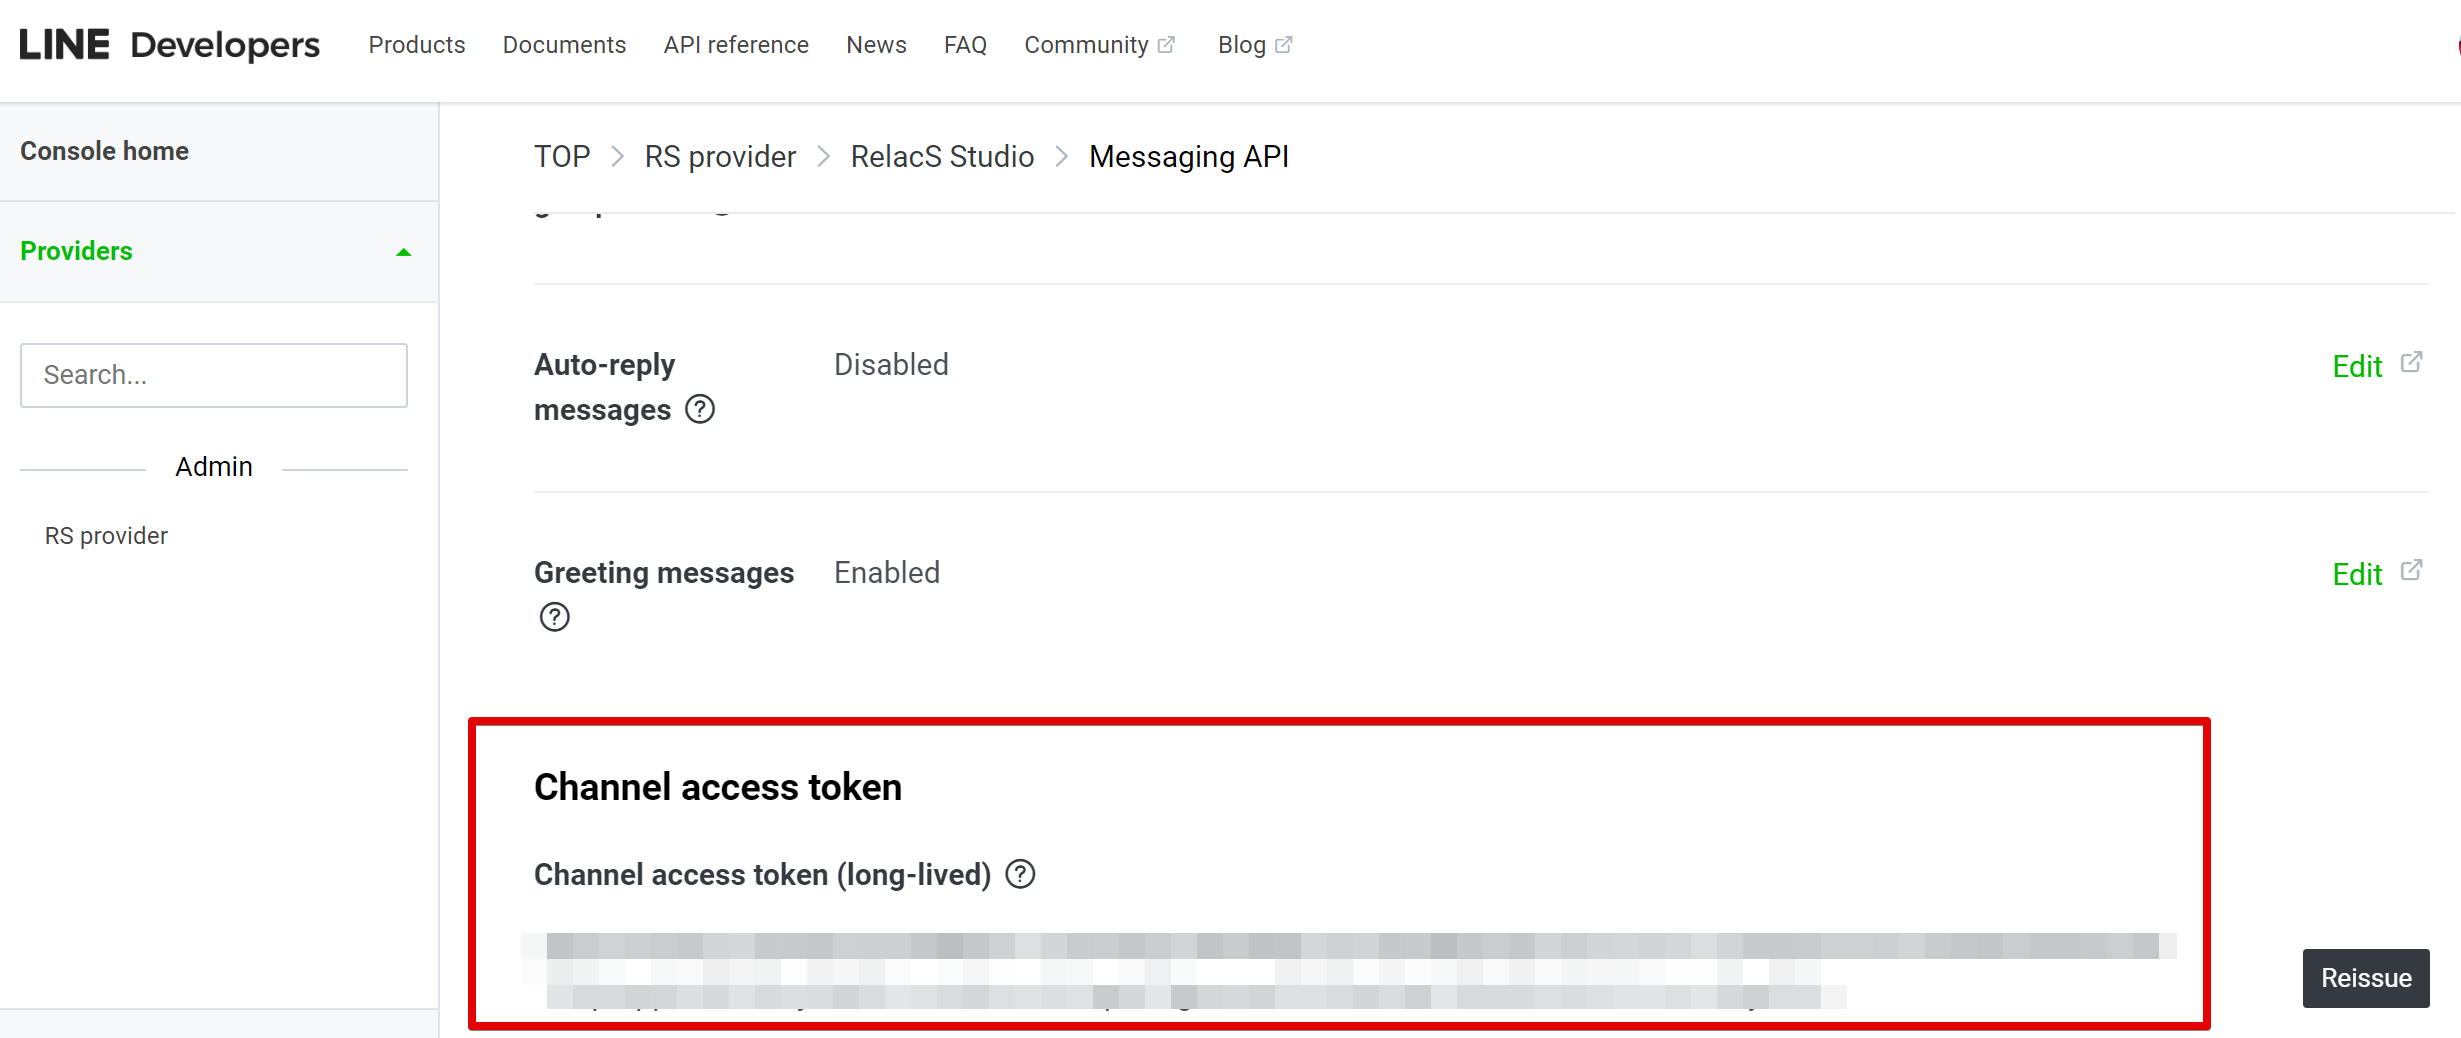 LINE Developers Products Documents API reference News FAQ Community Blog
Console home
TOP > RS provider > RelacS Studio > Messaging API
Providers
Search...
Admin
RS provider
Auto-reply messages Disabled Edit
Greeting messages Enabled Edit
Channel access token
Channel access token (long-lived)
Reissue